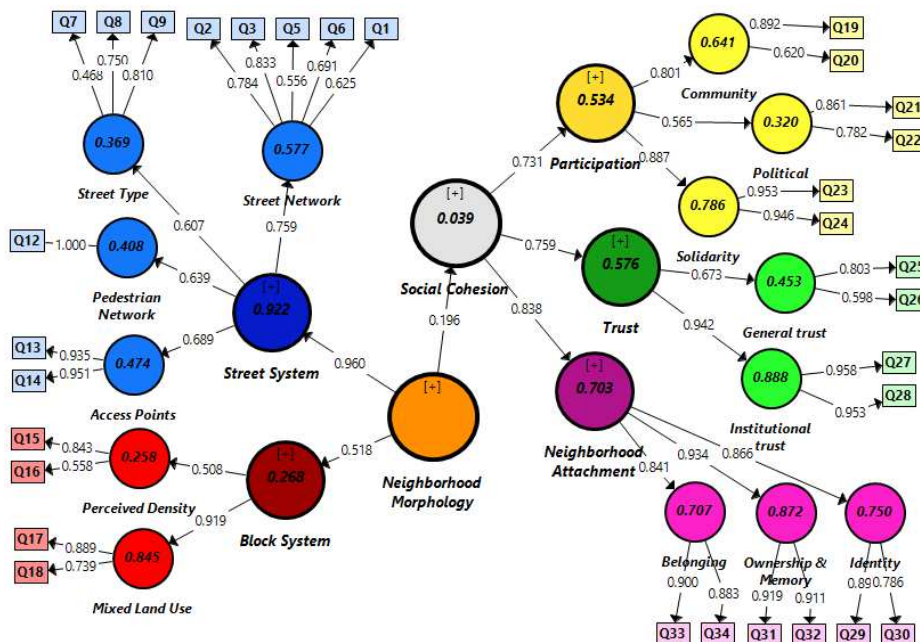 Q7
Q8
Q9
Q2
Q3
Q5
Q6
Q1
0.468
0.750
0.810
0.784
0.833
0.556
0.691
0.625
0.369
Street Type
0.577
Street Network
0.607
0.759
Q12
1.000
0.408
0.639
Pedestrian
Network
[+]
0.922
Street System
0.689
Q13
Q14
0.935
0.951
0.474
Access Points
0.960
Q15
Q16
0.843
0.558
0.258
Perceived Density
0.508
[+]
0.268
Block System
0.518
0.919
Q17
Q18
0.889
0.739
0.845
Mixed Land Use
Neighborhood
Morphology
0.196
[+]
0.039
Social Cohesion
0.731
0.759
0.838
[+]
0.534
Participation
0.801
0.565
0.887
0.641
Community
0.892
0.620
Q19
Q20
0.320
Political
0.861
0.782
Q21
Q22
0.786
Solidarity
0.953
0.946
Q23
Q24
[+]
0.576
Trust
0.673
0.942
0.453
General trust
0.803
0.598
Q25
Q26
0.888
Institutional
trust
0.958
0.953
Q27
Q28
[+]
0.703
Neighborhood
Attachment
0.841
0.934
0.866
0.707
Belonging
0.900
0.883
Q33
Q34
0.872
Ownership &
Memory
0.919
0.911
Q31
Q32
0.750
Identity
0.786
Q29
Q30